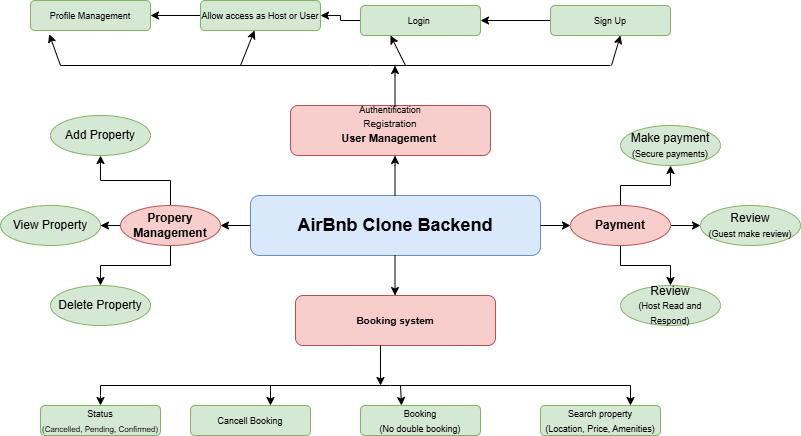 Profile Management
Allow access as Host or User
Login
Sign Up
Authentification
Registration
User Management
Add Property
Make payment
(Secure payments)
View Property
Propery
Management
AirBnb Clone Backend
Payment
Review
(Guest make review)
Delete Property
Review
(Host Read and
Respond)
Booking system
Status
(Cancelled, Pending, Confirmed)
Cancell Booking
Booking
(No double booking)
Search property
(Location, Price, Amenities)